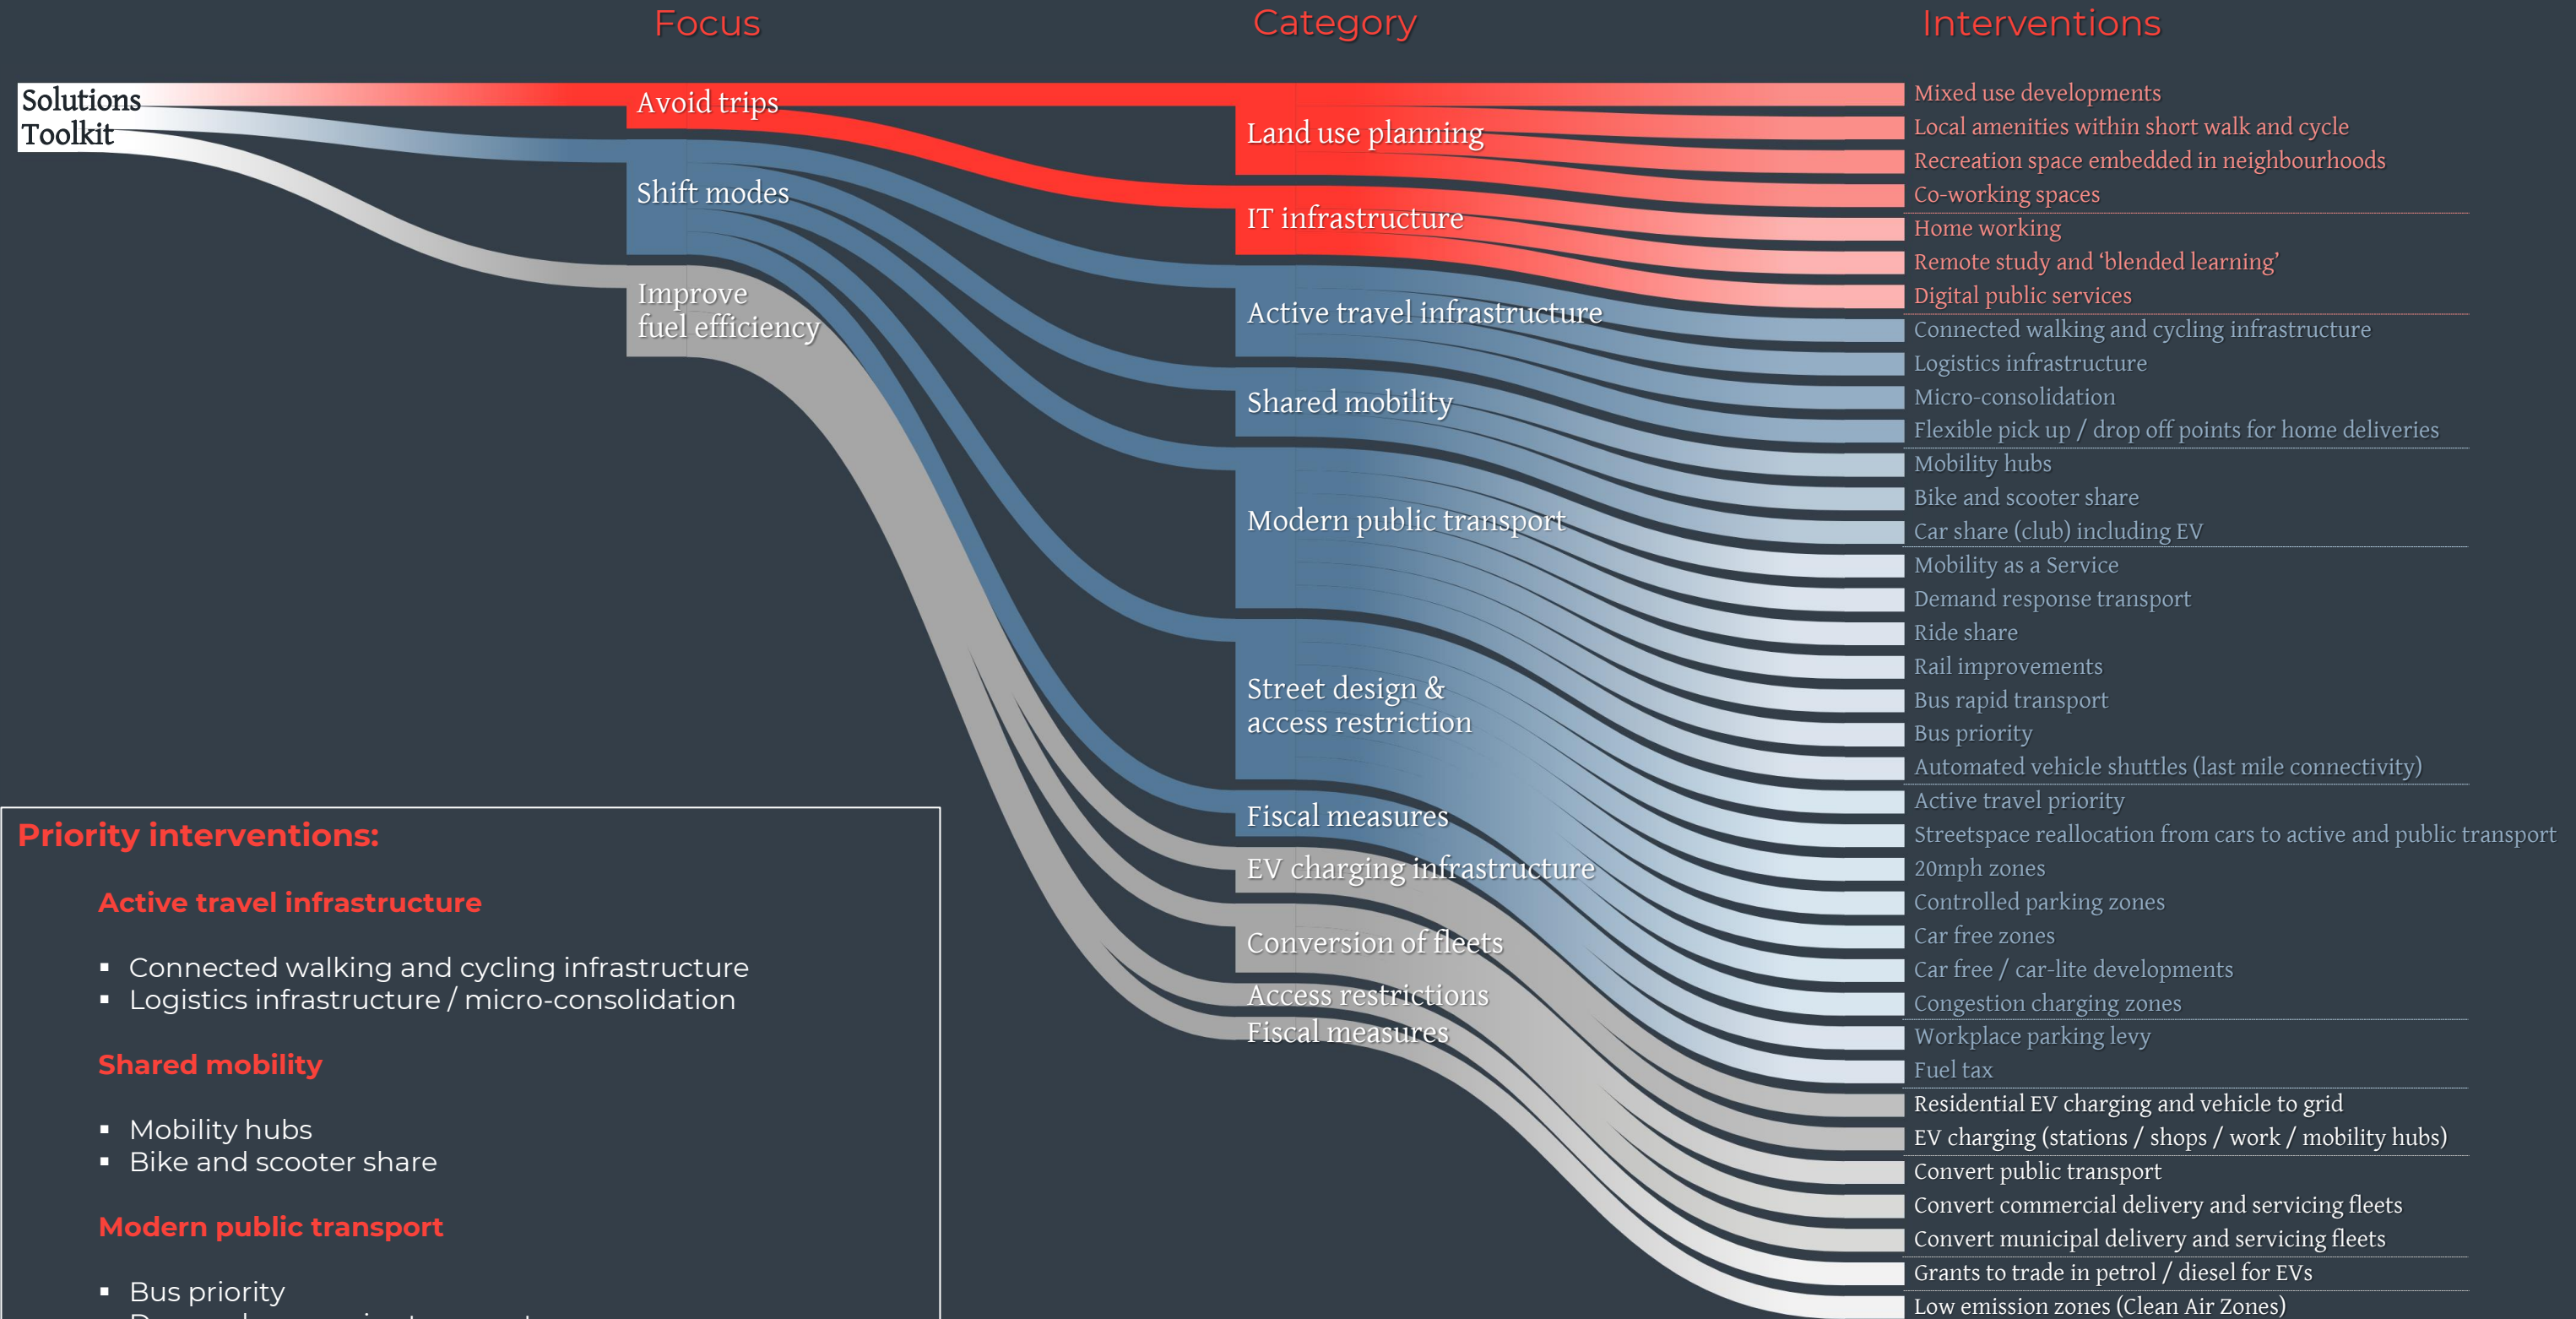 Focus
Category
Interventions
Solutions
Toolkit
Avoid trips
Shift modes
Improve
fuel efficiency
Land use planning
IT infrastructure
Active travel infrastructure
Shared mobility
Modern public transport
Street design &
access restriction
Fiscal measures
EV charging infrastructure
Conversion of fleets
Access restrictions
Fiscal measures
Mixed use developments
Local amenities within short walk and cycle
Recreation space embedded in neighbourhoods
Co-working spaces
Home working
Remote study and ‘blended learning’
Digital public services
Connected walking and cycling infrastructure
Logistics infrastructure
Micro-consolidation
Flexible pick up / drop off points for home deliveries
Mobility hubs
Bike and scooter share
Car share (club) including EV
Mobility as a Service
Demand response transport
Ride share
Rail improvements
Bus rapid transport
Bus priority
Automated vehicle shuttles (last mile connectivity)
Active travel priority
Streetspace reallocation from cars to active and public transport
20mph zones
Controlled parking zones
Car free zones
Car free / car-lite developments
Congestion charging zones
Workplace parking levy
Fuel tax
Residential EV charging and vehicle to grid
EV charging (stations / shops / work / mobility hubs)
Convert public transport
Convert commercial delivery and servicing fleets
Convert municipal delivery and servicing fleets
Grants to trade in petrol / diesel for EVs
Low emission zones (Clean Air Zones)
Priority interventions:
Active travel infrastructure
▪ Connected walking and cycling infrastructure
▪ Logistics infrastructure / micro-consolidation
Shared mobility
▪ Mobility hubs
▪ Bike and scooter share
Modern public transport
▪ Bus priority